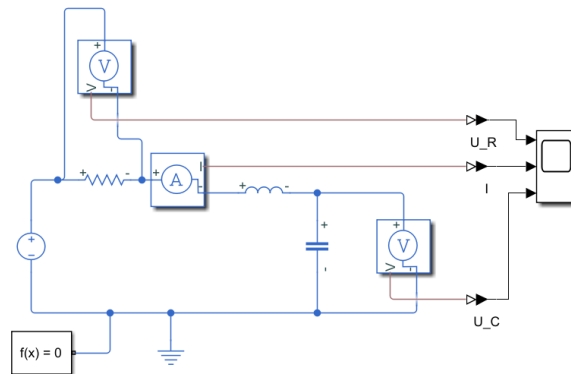 +
V
-
V
U_R
+
-
+
A
I
-
+
-
I
+
-
+
-
+
V
-
V
U_C
f(x) = 0